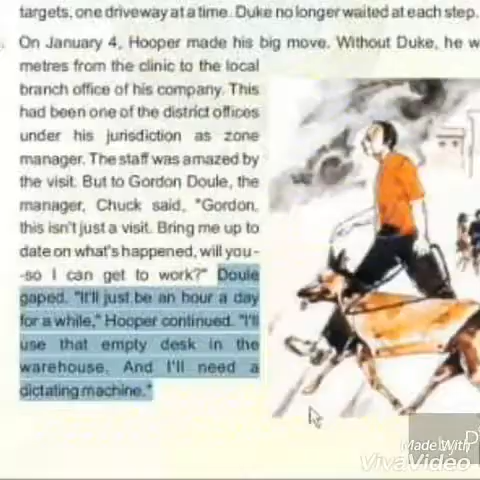 targets, one driveway at a time. Duke no longer waited at each step.
On January 4, Hooper made his big move. Without Duke, he
metres from the clinic to the local
branch office of his company. This
had been one of the district offices
under his jurisdiction as zone
manager. The staff was amazed by
the visit. But to Gordon Doule, the
manager, Chuck said, "Gordon,
this isn't just a visit. Bring me up to
date on what's happened, will you-
-so I can get to work?" Doule
gaped. "It'll just be an hour a day
for a while," Hooper continued. "I'll
use that empty desk in the
warehouse. And I'll need a
dictating machine."
Made With
VivaVideo